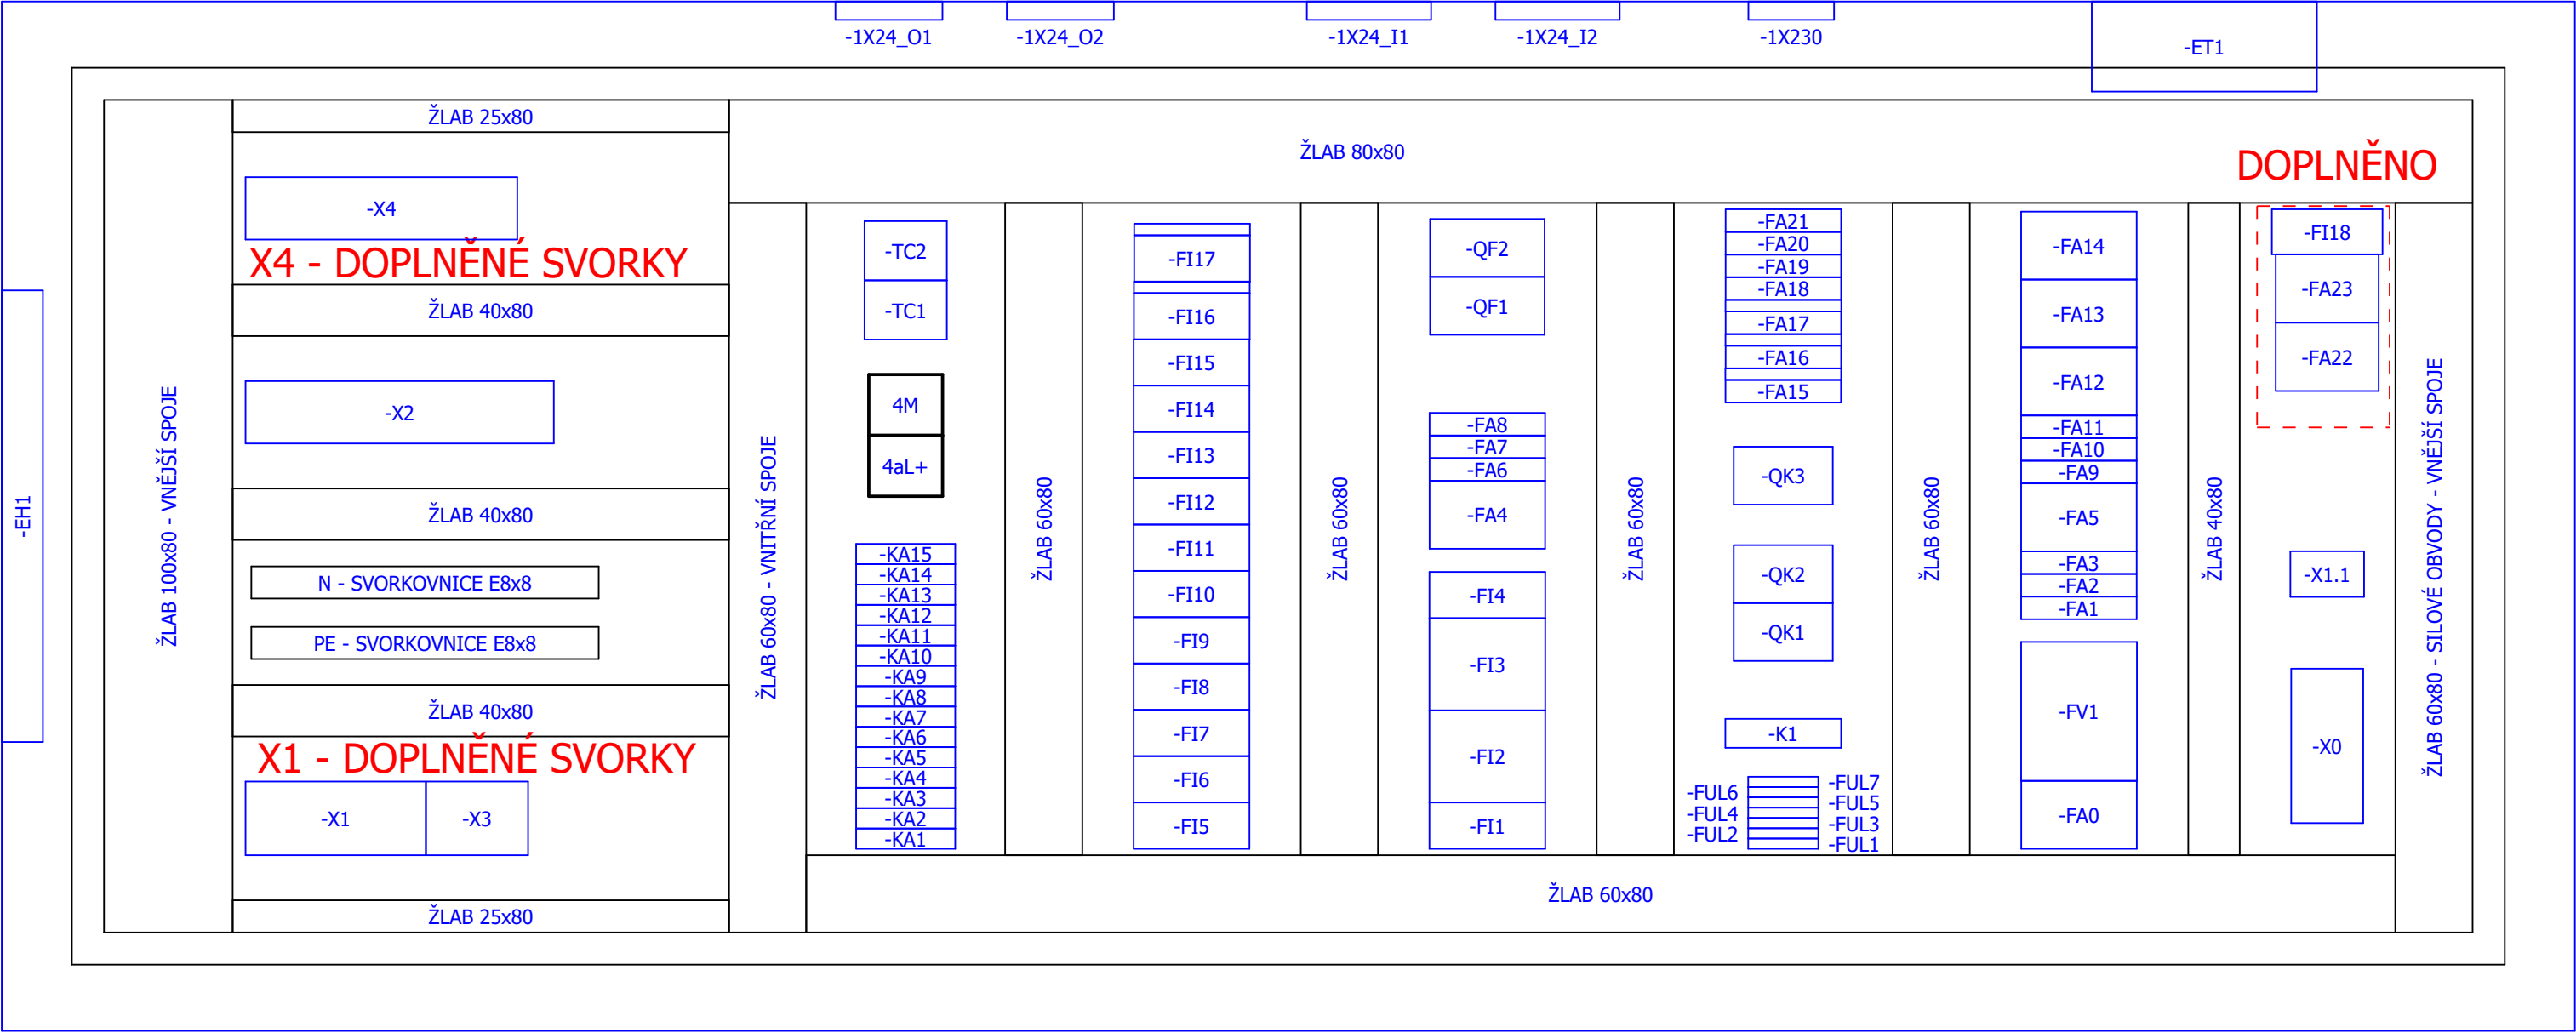 -1X24_O1
-1X24_O2
-1X24_I1
-1X24_I2
-1X230
-ET1
-EH1
ŽLAB 100x80 - VNĚJŠÍ SPOJE
ŽLAB 25x80
-X4
X4 - DOPLNĚNÉ SVORKY
ŽLAB 40x80
-X2
ŽLAB 40x80
N - SVORKOVNICE E8x8
PE - SVORKOVNICE E8x8
ŽLAB 40x80
X1 - DOPLNĚNÉ SVORKY
-X1
-X3
ŽLAB 25x80
ŽLAB 80x80
DOPLNĚNO
ŽLAB 60x80 - VNITŘNÍ SPOJE
-TC2
-TC1
4M
4aL+
-KA15
-KA14
-KA13
-KA12
-KA11
-KA10
-KA9
-KA8
-KA7
-KA6
-KA5
-KA4
-KA3
-KA2
-KA1
ŽLAB 60x80
-FI17
-FI16
-FI15
-FI14
-FI13
-FI12
-FI11
-FI10
-FI9
-FI8
-FI7
-FI6
-FI5
ŽLAB 60x80
-QF2
-QF1
-FA8
-FA7
-FA6
-FA4
-FI4
-FI3
-FI2
-FI1
ŽLAB 60x80
-FA21
-FA20
-FA19
-FA18
-FA17
-FA16
-FA15
-QK3
-QK2
-QK1
-K1
-FUL7
-FUL6
-FUL5
-FUL4
-FUL3
-FUL2
-FUL1
ŽLAB 60x80
-FA14
-FA13
-FA12
-FA11
-FA10
-FA9
-FA5
-FA3
-FA2
-FA1
-FV1
-FA0
ŽLAB 40x80
-FI18
-FA23
-FA22
-X1.1
-X0
ŽLAB 60x80 - SILOVÉ OBVODY - VNĚJŠÍ SPOJE
ŽLAB 60x80